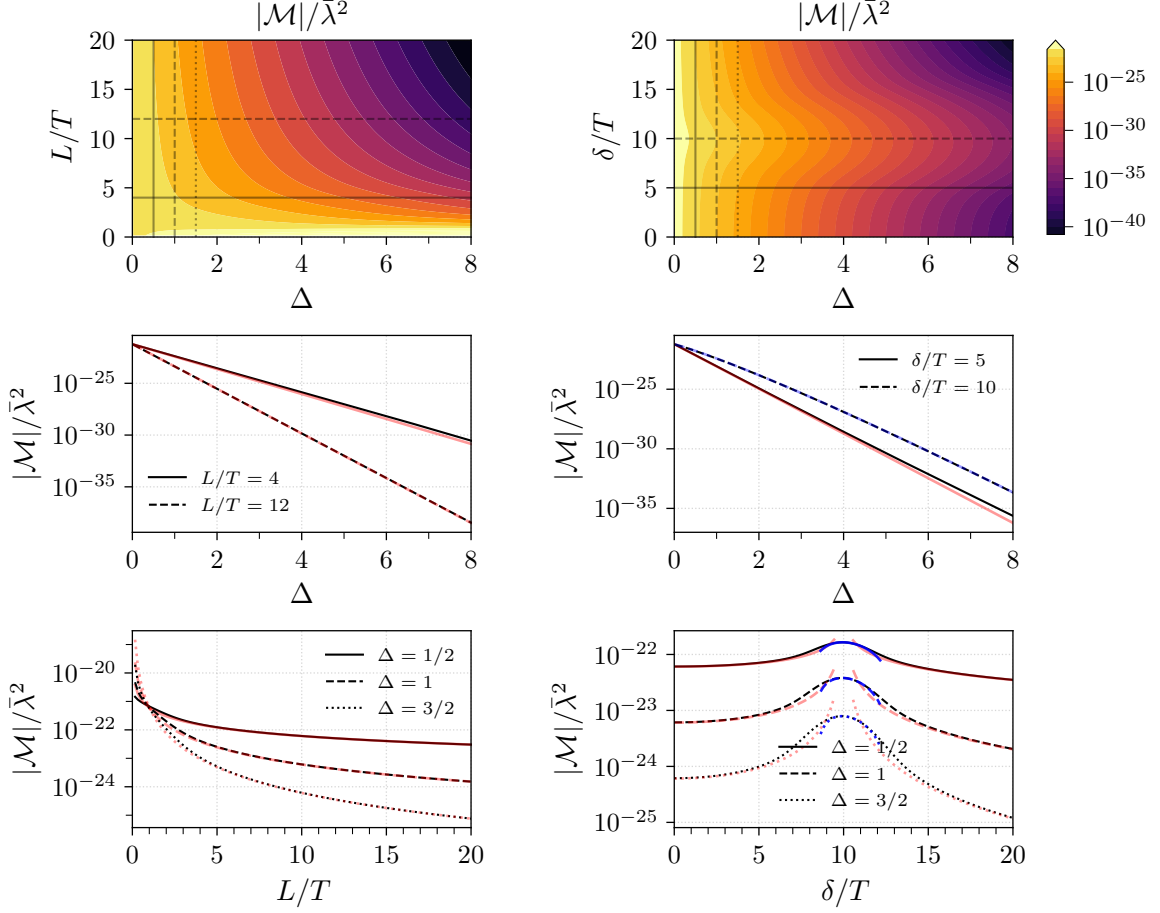 |ℳ|/λ̄²
L/T
20
15
10
5
0
0 2 4 6 8
Δ
|ℳ|/λ̄²
δ/T
20
15
10
5
0
0 2 4 6 8
Δ
10⁻²⁵
10⁻³⁰
10⁻³⁵
10⁻⁴⁰
|ℳ|/λ̄²
10⁻²⁵
10⁻³⁰
10⁻³⁵
L/T = 4
L/T = 12
0 2 4 6 8
Δ
|ℳ|/λ̄²
10⁻²⁵
10⁻³⁰
10⁻³⁵
δ/T = 5
δ/T = 10
0 2 4 6 8
Δ
|ℳ|/λ̄²
10⁻²⁰
10⁻²²
10⁻²⁴
Δ = 1/2
Δ = 1
Δ = 3/2
0 5 10 15 20
L/T
|ℳ|/λ̄²
10⁻²²
10⁻²³
10⁻²⁴
10⁻²⁵
Δ = 1/2
Δ = 1
Δ = 3/2
0 5 10 15 20
δ/T